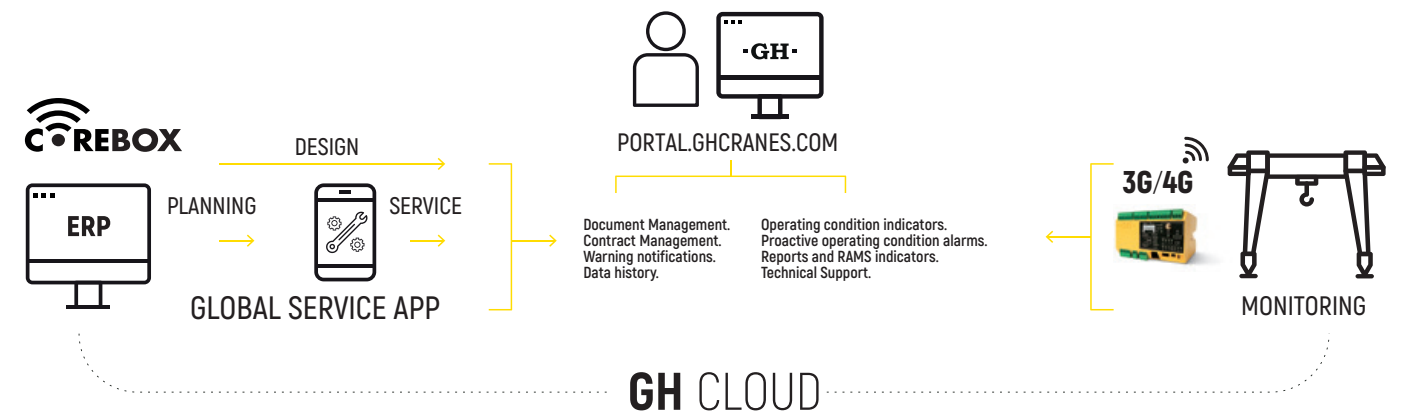 ·GH·
PORTAL.GHCRANES.COM
COREBOX
DESIGN
ERP
PLANNING
SERVICE
GLOBAL SERVICE APP
Document Management.
Contract Management.
Warning notifications.
Data history.
Operating condition indicators.
Proactive operating condition alarms.
Reports and RAMS indicators.
Technical Support.
3G/4G
MONITORING
GH CLOUD